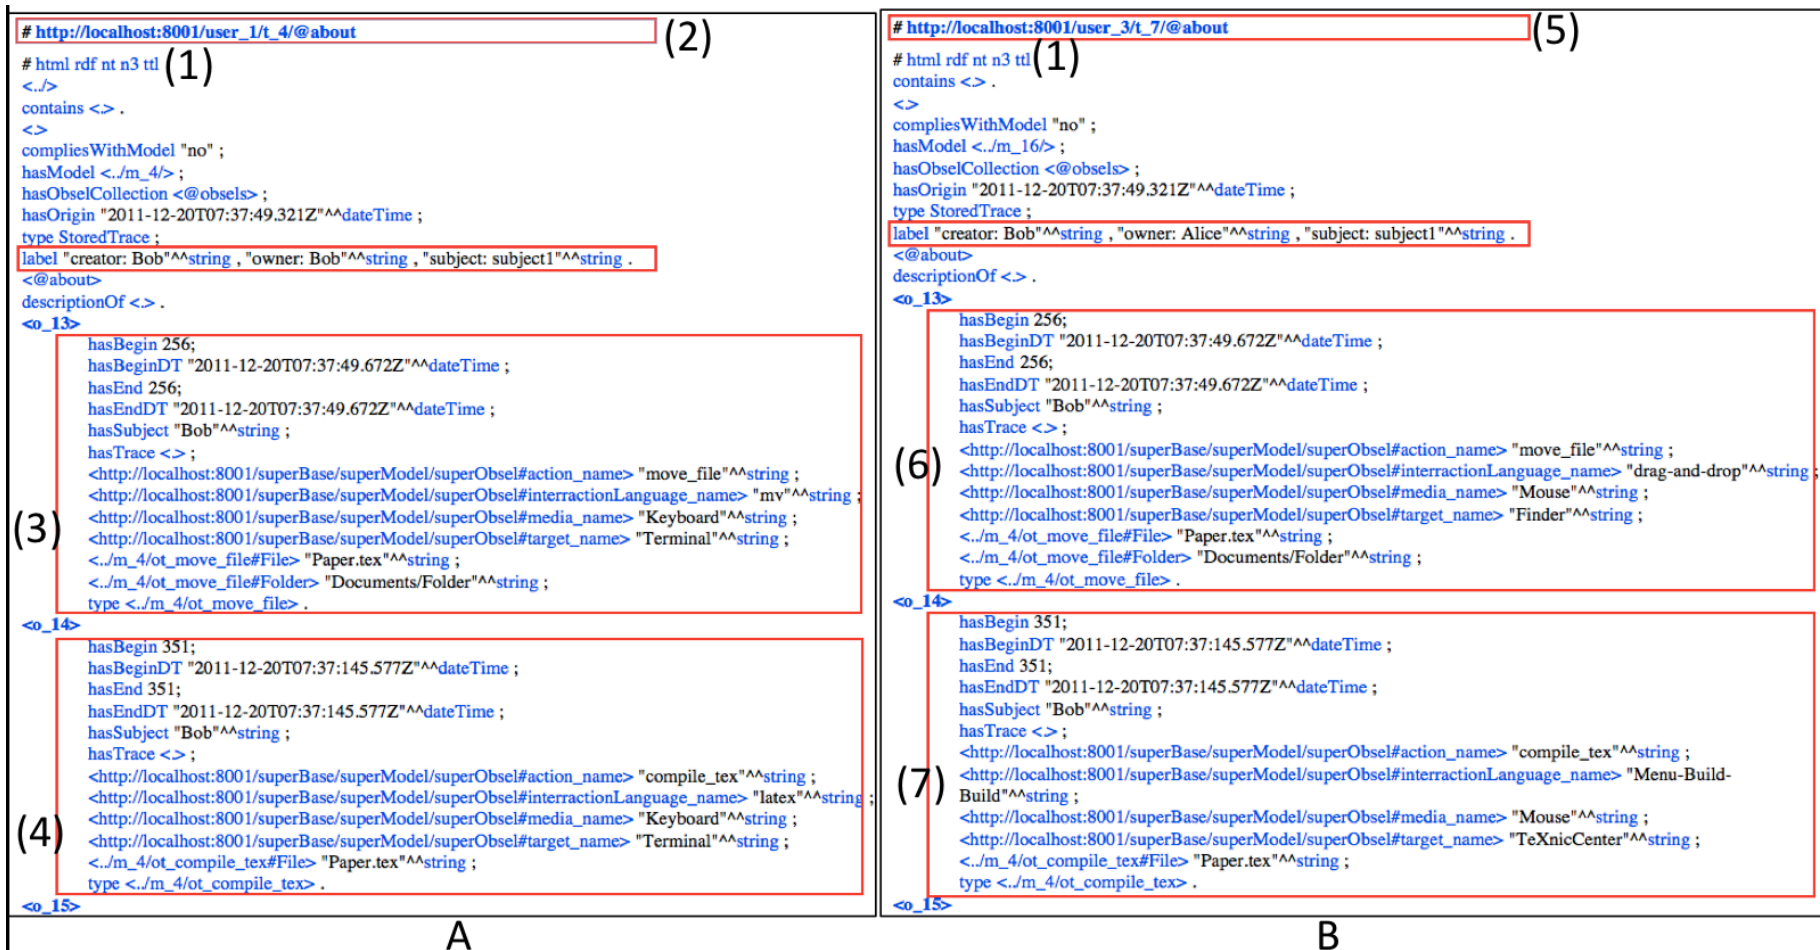 # http://localhost:8001/user_1/t_4/@about
(2)
# html rdf nt n3 ttl (1)
<../>
contains <.> .
<>
compliesWithModel "no" ;
hasModel <../m_4/> ;
hasObselCollection <@obsels> ;
hasOrigin "2011-12-20T07:37:49.321Z"^^dateTime ;
type StoredTrace ;
label "creator: Bob"^^string , "owner: Bob"^^string , "subject: subject1"^^string .
<@about>
descriptionOf <.> .
<o_13>
hasBegin 256;
hasBeginDT "2011-12-20T07:37:49.672Z"^^dateTime ;
hasEnd 256;
hasEndDT "2011-12-20T07:37:49.672Z"^^dateTime ;
hasSubject "Bob"^^string ;
hasTrace <.> ;
<http://localhost:8001/superBase/superModel/superObsel#action_name> "move_file"^^string ;
<http://localhost:8001/superBase/superModel/superObsel#interractionLanguage_name> "mv"^^string ;
<http://localhost:8001/superBase/superModel/superObsel#media_name> "Keyboard"^^string ;
(3)
<http://localhost:8001/superBase/superModel/superObsel#target_name> "Terminal"^^string ;
<../m_4/ot_move_file#File> "Paper.tex"^^string ;
<../m_4/ot_move_file#Folder> "Documents/Folder"^^string ;
type <../m_4/ot_move_file> .
<o_14>
hasBegin 351;
hasBeginDT "2011-12-20T07:37:145.577Z"^^dateTime ;
hasEnd 351;
hasEndDT "2011-12-20T07:37:145.577Z"^^dateTime ;
hasSubject "Bob"^^string ;
hasTrace <.> ;
<http://localhost:8001/superBase/superModel/superObsel#action_name> "compile_tex"^^string ;
<http://localhost:8001/superBase/superModel/superObsel#interractionLanguage_name> "latex"^^string ;
<http://localhost:8001/superBase/superModel/superObsel#media_name> "Keyboard"^^string ;
(4)
<http://localhost:8001/superBase/superModel/superObsel#target_name> "Terminal"^^string ;
<../m_4/ot_compile_tex#File> "Paper.tex"^^string ;
type <../m_4/ot_compile_tex> .
<o_15>
A
# http://localhost:8001/user_3/t_7/@about
(5)
# html rdf nt n3 ttl (1)
contains <.> .
<>
compliesWithModel "no" ;
hasModel <../m_16/> ;
hasObselCollection <@obsels> ;
hasOrigin "2011-12-20T07:37:49.321Z"^^dateTime ;
type StoredTrace ;
label "creator: Bob"^^string , "owner: Alice"^^string , "subject: subject1"^^string .
<@about>
descriptionOf <.> .
<o_13>
hasBegin 256;
hasBeginDT "2011-12-20T07:37:49.672Z"^^dateTime ;
hasEnd 256;
hasEndDT "2011-12-20T07:37:49.672Z"^^dateTime ;
hasSubject "Bob"^^string ;
hasTrace <.> ;
<http://localhost:8001/superBase/superModel/superObsel#action_name> "move_file"^^string ;
(6)
<http://localhost:8001/superBase/superModel/superObsel#interractionLanguage_name> "drag-and-drop"^^string ;
<http://localhost:8001/superBase/superModel/superObsel#media_name> "Mouse"^^string ;
<http://localhost:8001/superBase/superModel/superObsel#target_name> "Finder"^^string ;
<../m_4/ot_move_file#File> "Paper.tex"^^string ;
<../m_4/ot_move_file#Folder> "Documents/Folder"^^string ;
type <../m_4/ot_move_file> .
<o_14>
hasBegin 351;
hasBeginDT "2011-12-20T07:37:145.577Z"^^dateTime ;
hasEnd 351;
hasEndDT "2011-12-20T07:37:145.577Z"^^dateTime ;
hasSubject "Bob"^^string ;
hasTrace <.> ;
<http://localhost:8001/superBase/superModel/superObsel#action_name> "compile_tex"^^string ;
<http://localhost:8001/superBase/superModel/superObsel#interractionLanguage_name> "Menu-Build-
(7)
Build"^^string ;
<http://localhost:8001/superBase/superModel/superObsel#media_name> "Mouse"^^string ;
<http://localhost:8001/superBase/superModel/superObsel#target_name> "TeXnicCenter"^^string ;
<../m_4/ot_compile_tex#File> "Paper.tex"^^string ;
type <../m_4/ot_compile_tex> .
<o_15>
B